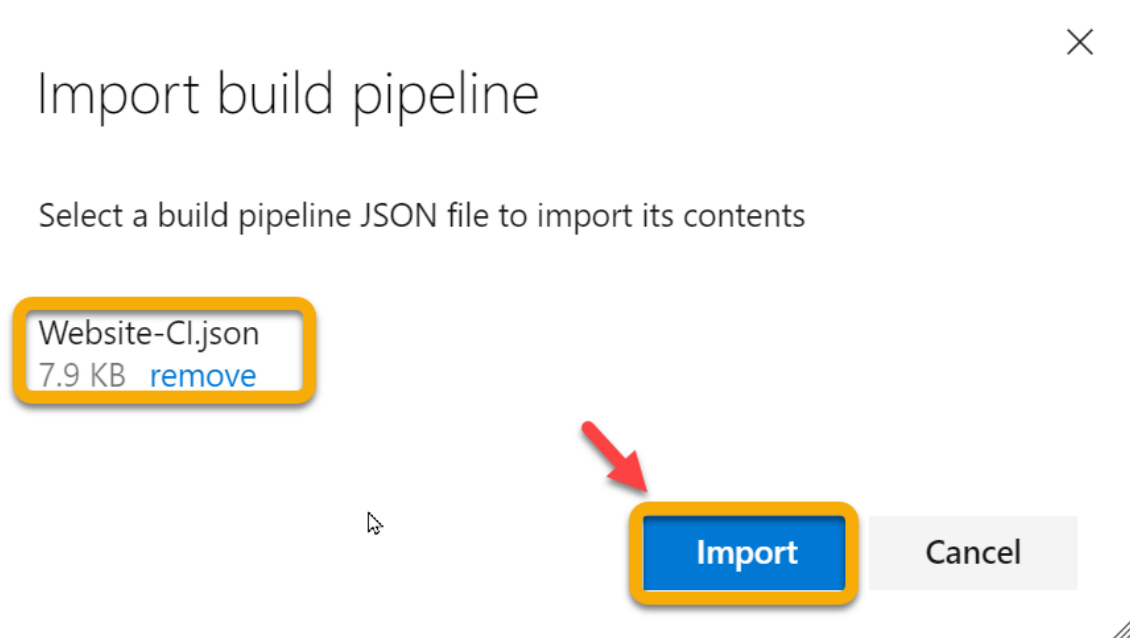 Import build pipeline
Select a build pipeline JSON file to import its contents
Website-CI.json
7.9 KB remove
Import Cancel